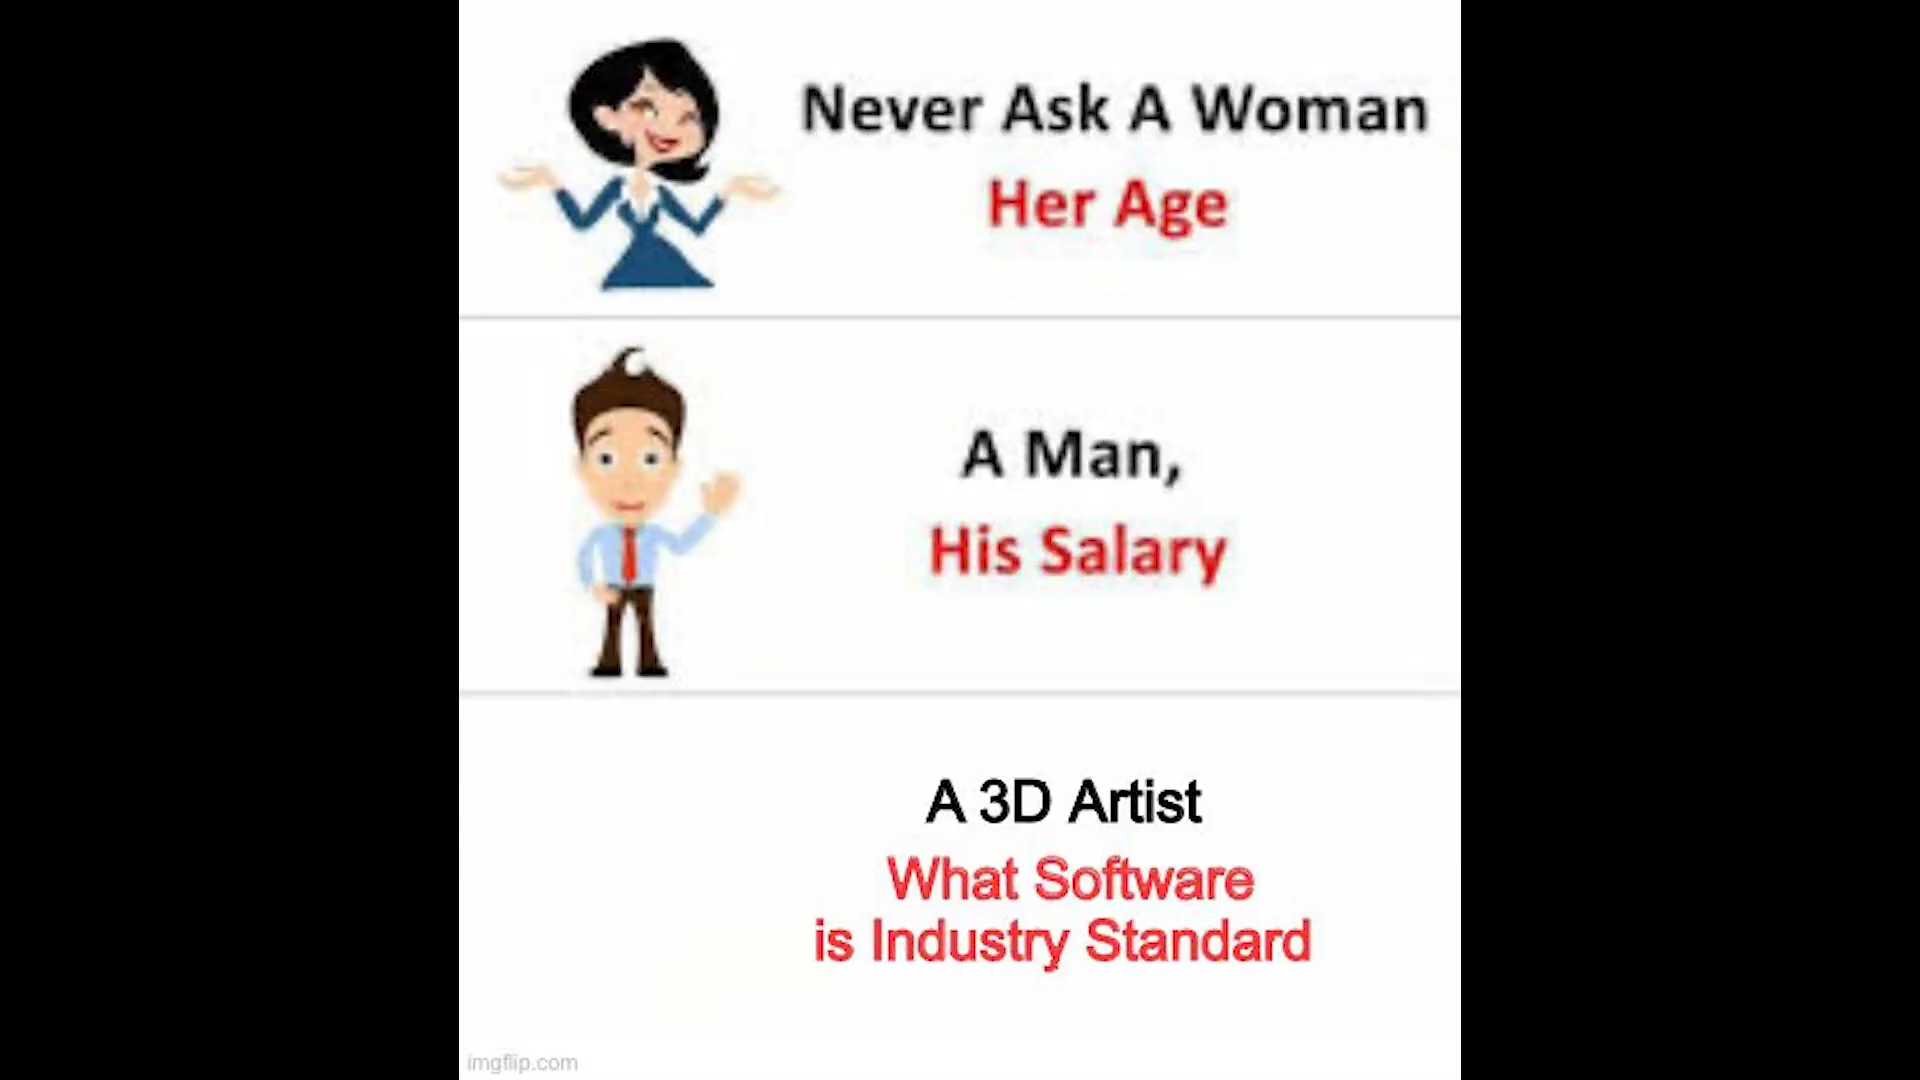 Never Ask A Woman
Her Age
A Man,
His Salary
A 3D Artist
What Software
is Industry Standard
imgflip.com